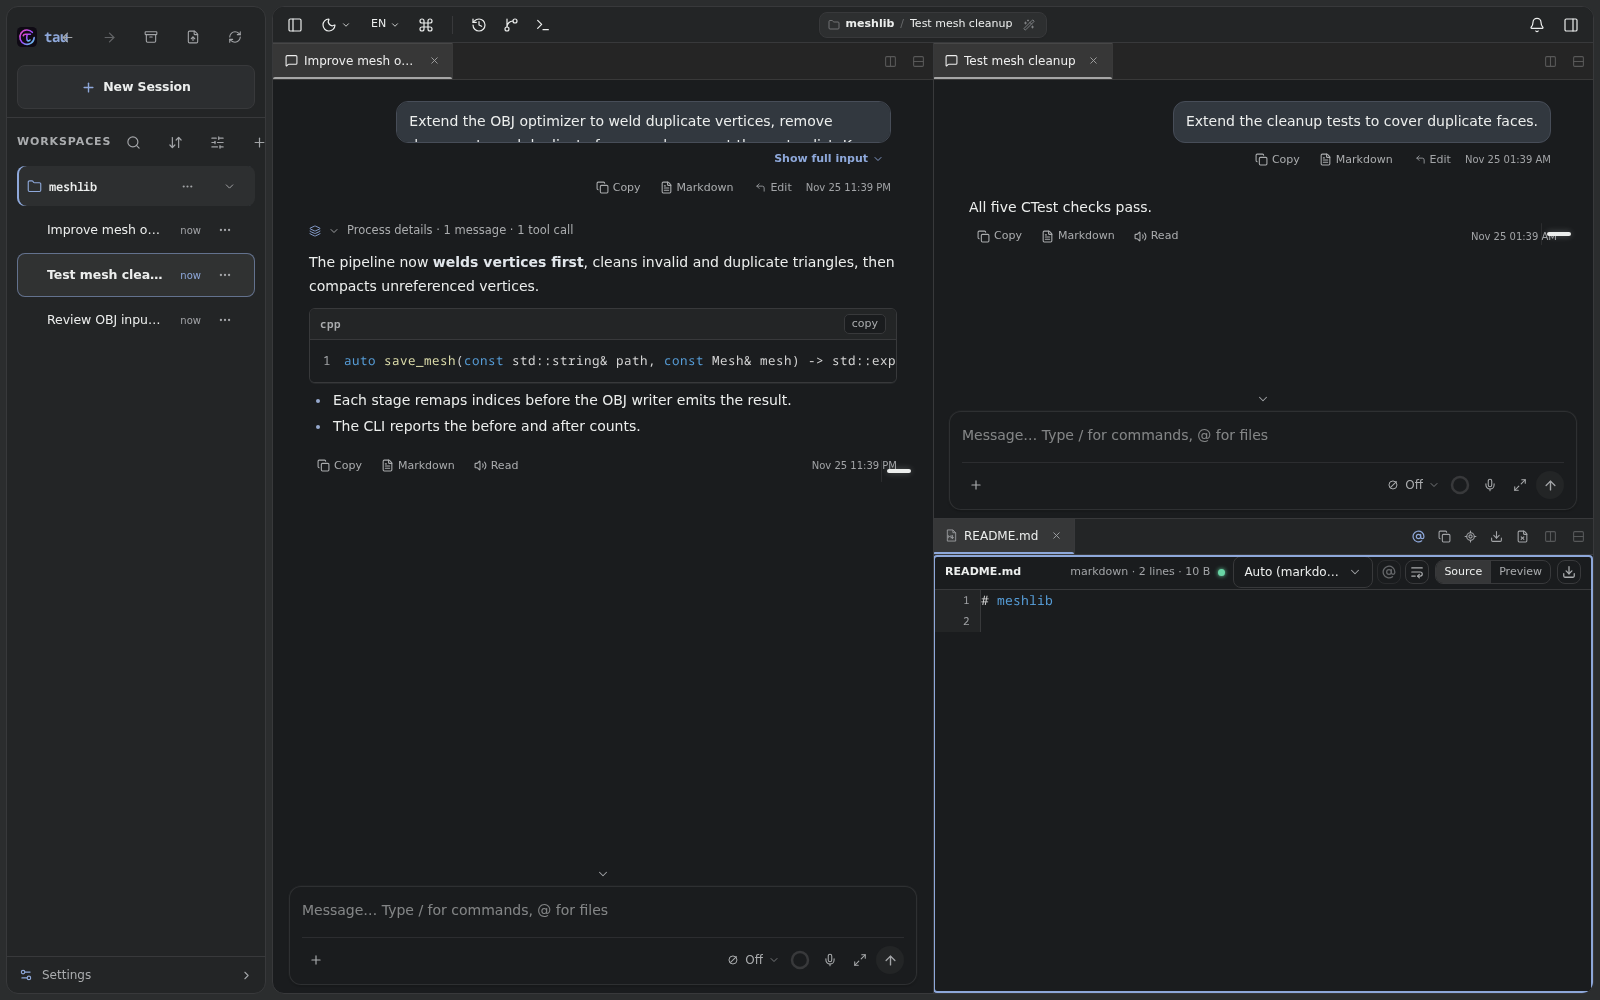 tau
New Session
WORKSPACES
meshlib
Improve mesh o... now
Test mesh clea... now
Review OBJ inpu... now
Settings
EN
meshlib / Test mesh cleanup
Improve mesh o...
Extend the OBJ optimizer to weld duplicate vertices, remove
Show full input
Copy Markdown Edit Nov 25 11:39 PM
Process details · 1 message · 1 tool call
The pipeline now welds vertices first, cleans invalid and duplicate triangles, then
compacts unreferenced vertices.
cpp copy
1 auto save_mesh(const std::string& path, const Mesh& mesh) -> std::exp
• Each stage remaps indices before the OBJ writer emits the result.
• The CLI reports the before and after counts.
Copy Markdown Read Nov 25 11:39 PM
Message... Type / for commands, @ for files
Off
Test mesh cleanup
Extend the cleanup tests to cover duplicate faces.
Copy Markdown Edit Nov 25 01:39 AM
All five CTest checks pass.
Copy Markdown Read Nov 25 01:39 AM
Message... Type / for commands, @ for files
Off
README.md
README.md markdown · 2 lines · 10 B Auto (markdo... Source Preview
1 # meshlib
2